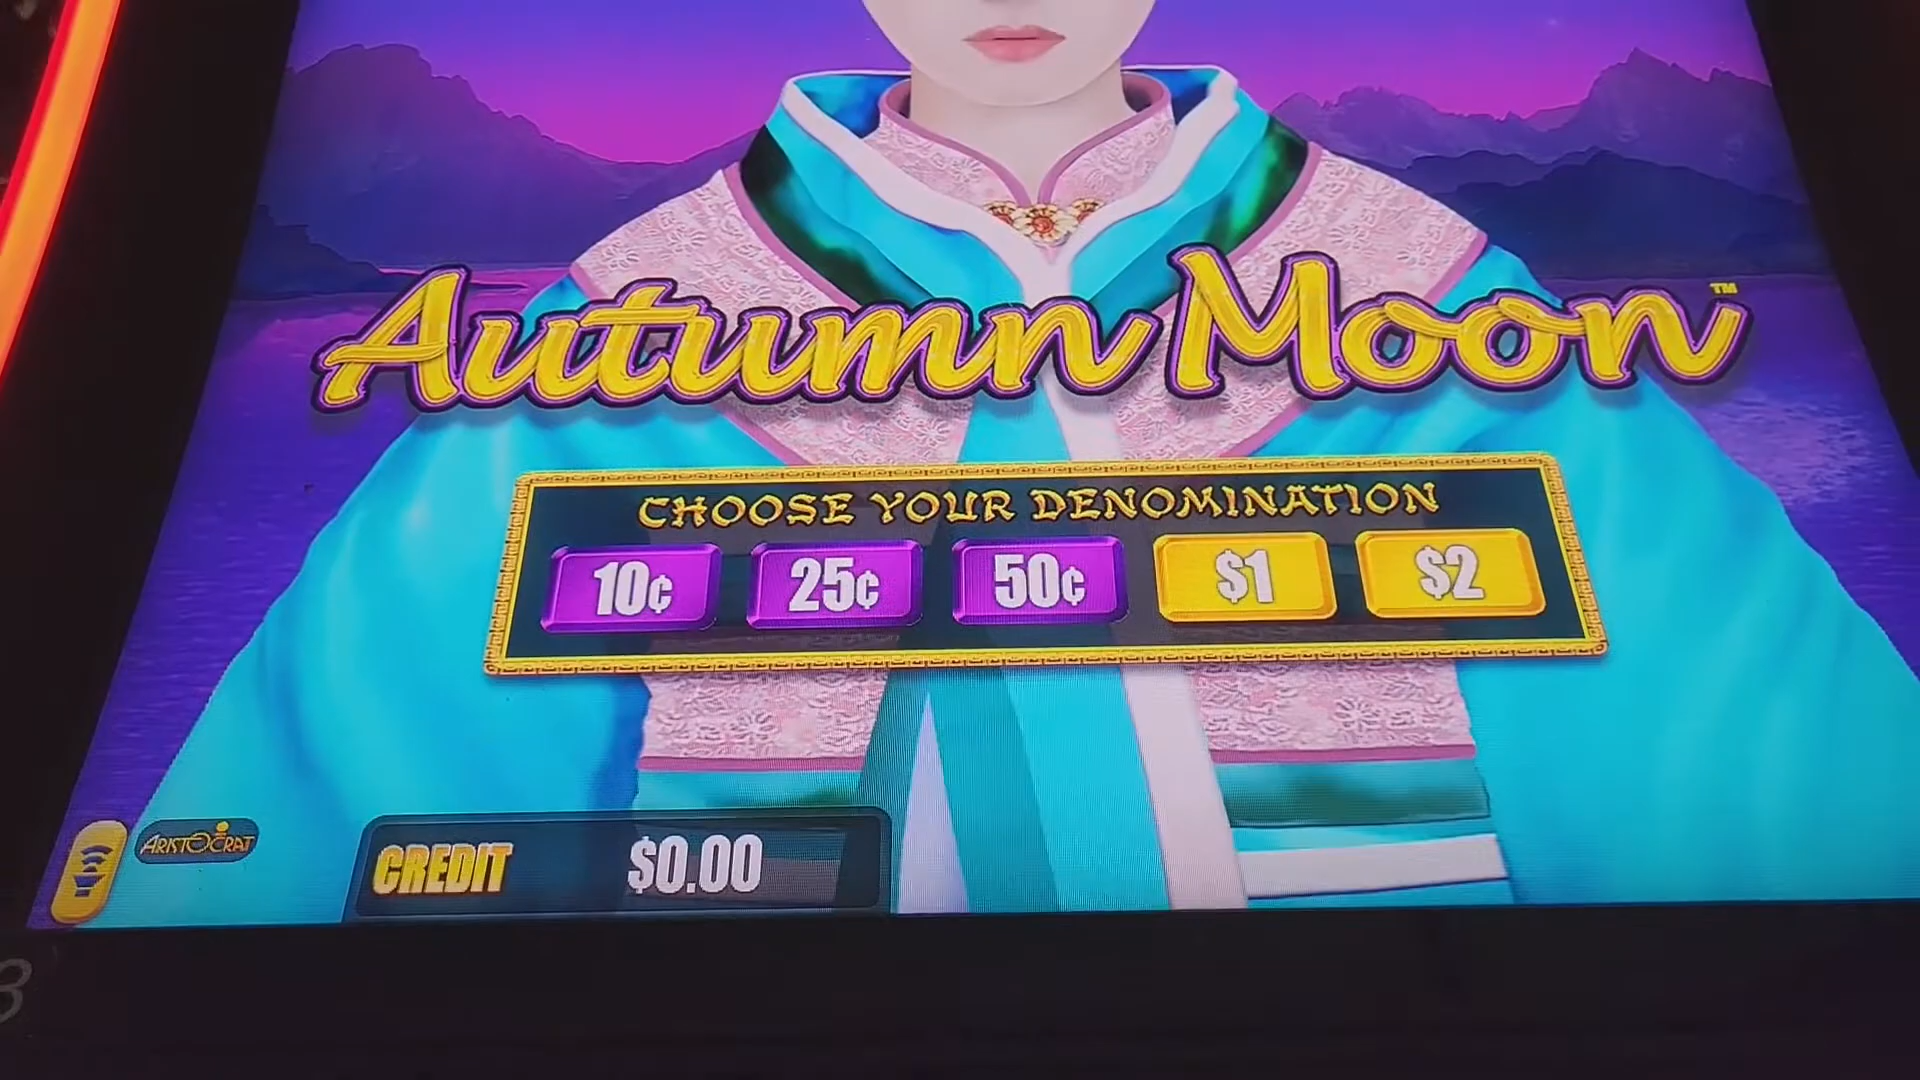 Autumn Moon™
CHOOSE YOUR DENOMINATION
10¢ 25¢ 50¢ $1 $2
ARISTOCRAT
CREDIT $0.00